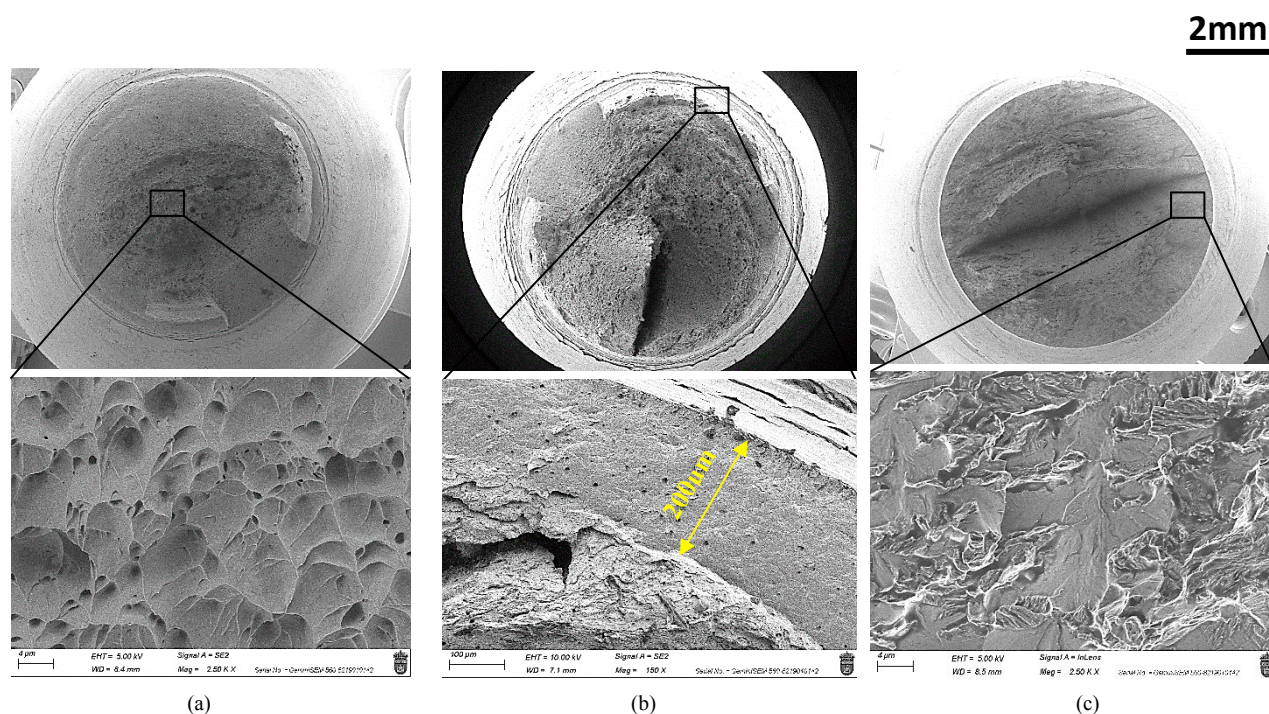 2mm
200µm
4 µm
EHT = 5.00 kV
Signal A = SE2
WD = 8.4 mm
Mag = 2.50 K X
100 µm
EHT = 10.00 kV
Signal A = SE2
WD = 7.1 mm
Mag = 150 X
4 µm
EHT = 5.00 kV
Signal A = InLens
WD = 8.5 mm
Mag = 2.50 K X
(a)
(b)
(c)